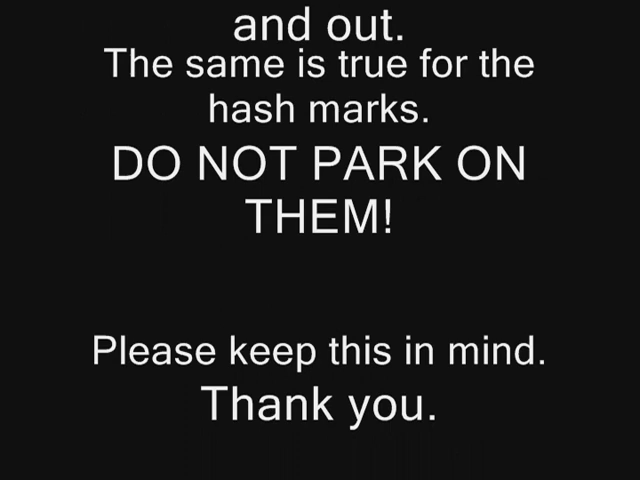 and out.
The same is true for the
hash marks.
DO NOT PARK ON
THEM!
Please keep this in mind.
Thank you.